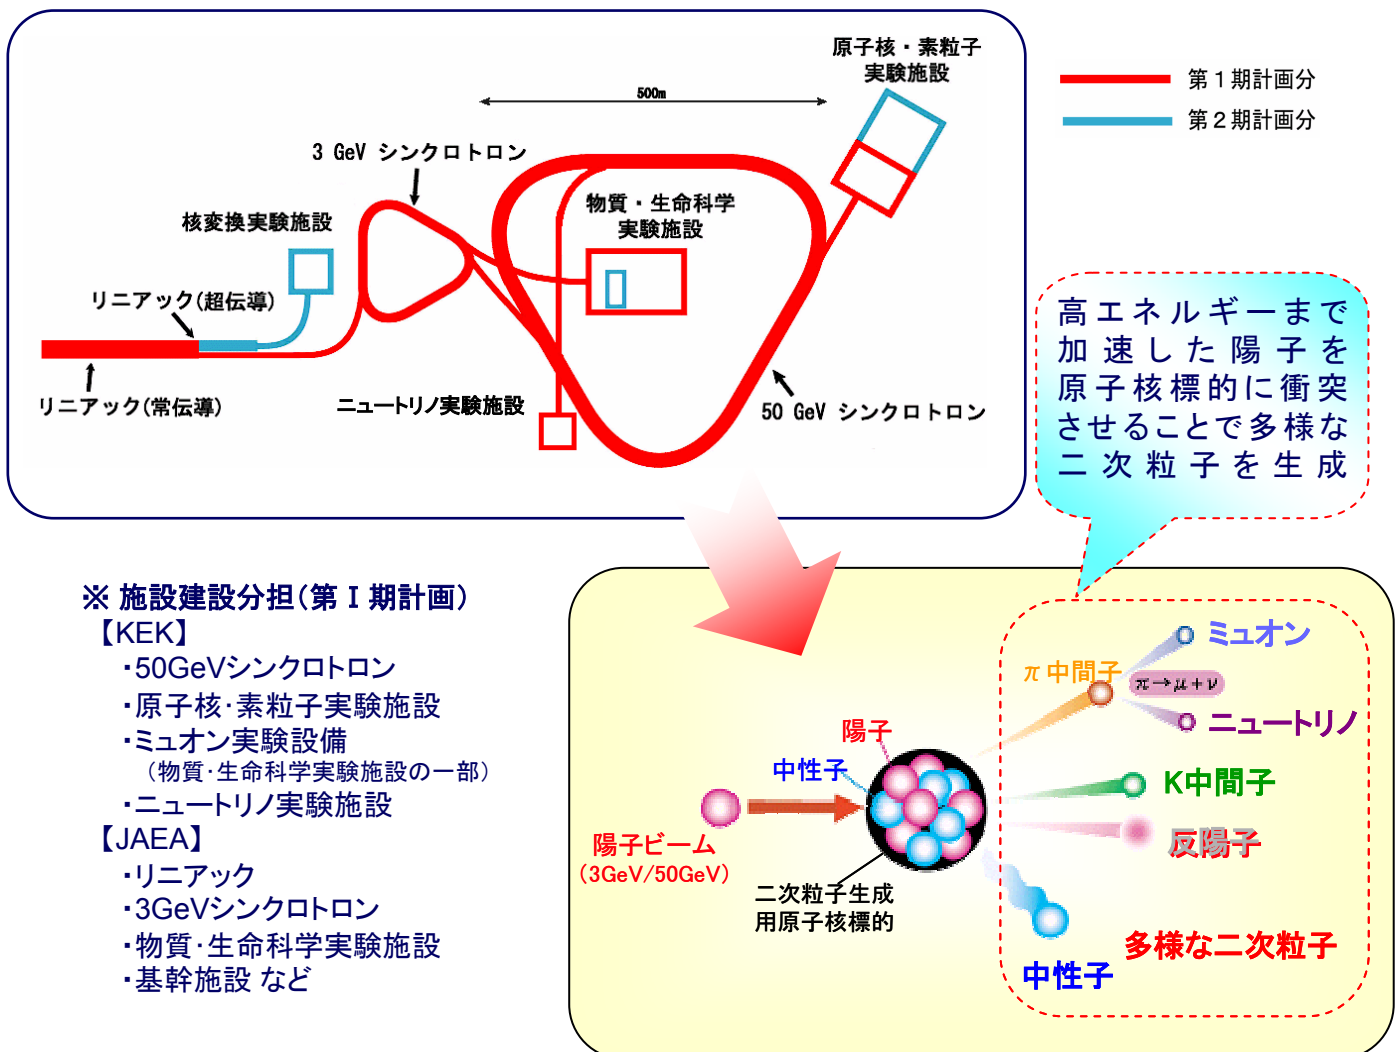 原子核・素粒子
実験施設
500m
第1期計画分
第2期計画分
3 GeV シンクロトロン
物質・生命科学
実験施設
核変換実験施設
リニアック(超伝導)
リニアック(常伝導)
ニュートリノ実験施設
50 GeV シンクロトロン
高エネルギーまで
加速した陽子を
原子核標的に衝突
させることで多様な
二次粒子を生成
※ 施設建設分担(第Ⅰ期計画)
【KEK】
・50GeVシンクロトロン
・原子核・素粒子実験施設
・ミュオン実験設備
(物質・生命科学実験施設の一部)
・ニュートリノ実験施設
【JAEA】
・リニアック
・3GeVシンクロトロン
・物質・生命科学実験施設
・基幹施設 など
ミュオン
π中間子
π→μ+ν
ニュートリノ
陽子
中性子
K中間子
反陽子
陽子ビーム
(3GeV/50GeV)
二次粒子生成
用原子核標的
多様な二次粒子
中性子